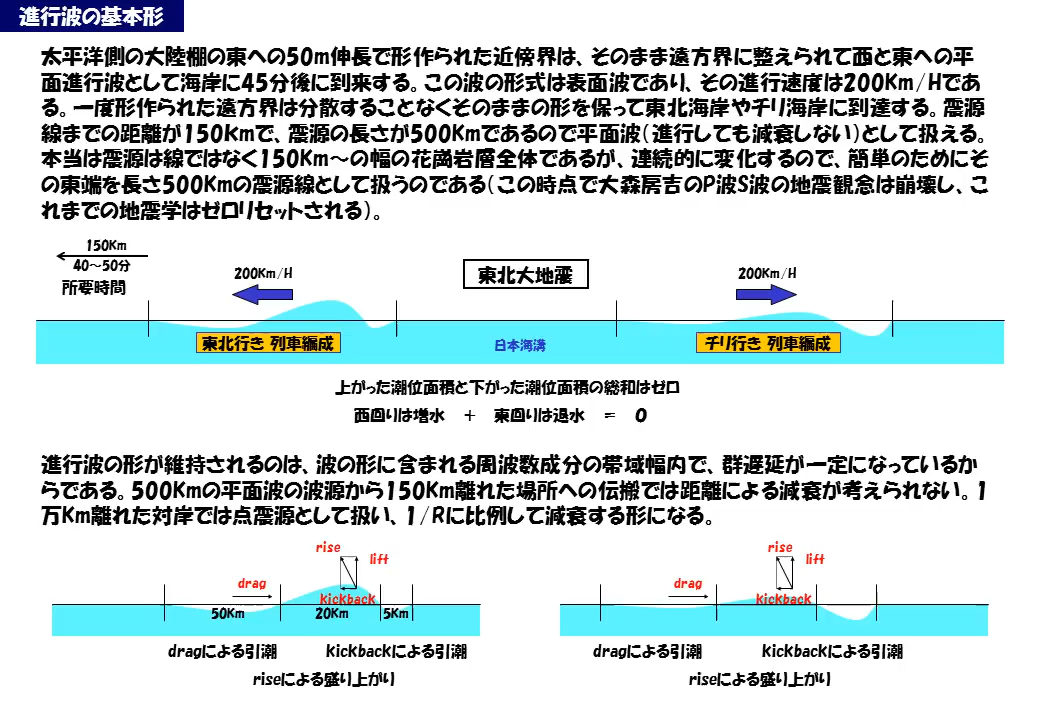 進行波の基本形
太平洋側の大陸棚の東への50m伸長で形作られた近傍界は、そのまま遠方界に整えられて西と東への平
面進行波として海岸に45分後に到来する。この波の形式は表面波であり、その進行速度は200Km/Hであ
る。一度形作られた遠方界は分散することなくそのままの形を保って東北海岸やチリ海岸に到達する。震源
線までの距離が150Kmで、震源の長さが500Kmであるので平面波(進行しても減衰しない)として扱える。
本当は震源は線ではなく150Km~の幅の花崗岩層全体であるが、連続的に変化するので、簡単のためにそ
の東端を長さ500Kmの震源線として扱うのである(この時点で大森房吉のP波S波の地震観念は崩壊し、こ
れまでの地震学はゼロリセットされる)。
150Km
40~50分
所要時間
200Km/H
東北大地震
200Km/H
東北行き 列車編成
日本海溝
チリ行き 列車編成
上がった潮位面積と下がった潮位面積の総和はゼロ
西回りは増水 + 東回りは退水 = 0
進行波の形が維持されるのは、波の形に含まれる周波数成分の帯域幅内で、群遅延が一定になっているか
らである。500Kmの平面波の波源から150Km離れた場所への伝搬では距離による減衰が考えられない。1
万Km離れた対岸では点震源として扱い、1/Rに比例して減衰する形になる。
rise
lift
drag
kickback
50Km
20Km
5Km
dragによる引潮
kickbackによる引潮
riseによる盛り上がり
rise
lift
drag
kickback
dragによる引潮
kickbackによる引潮
riseによる盛り上がり